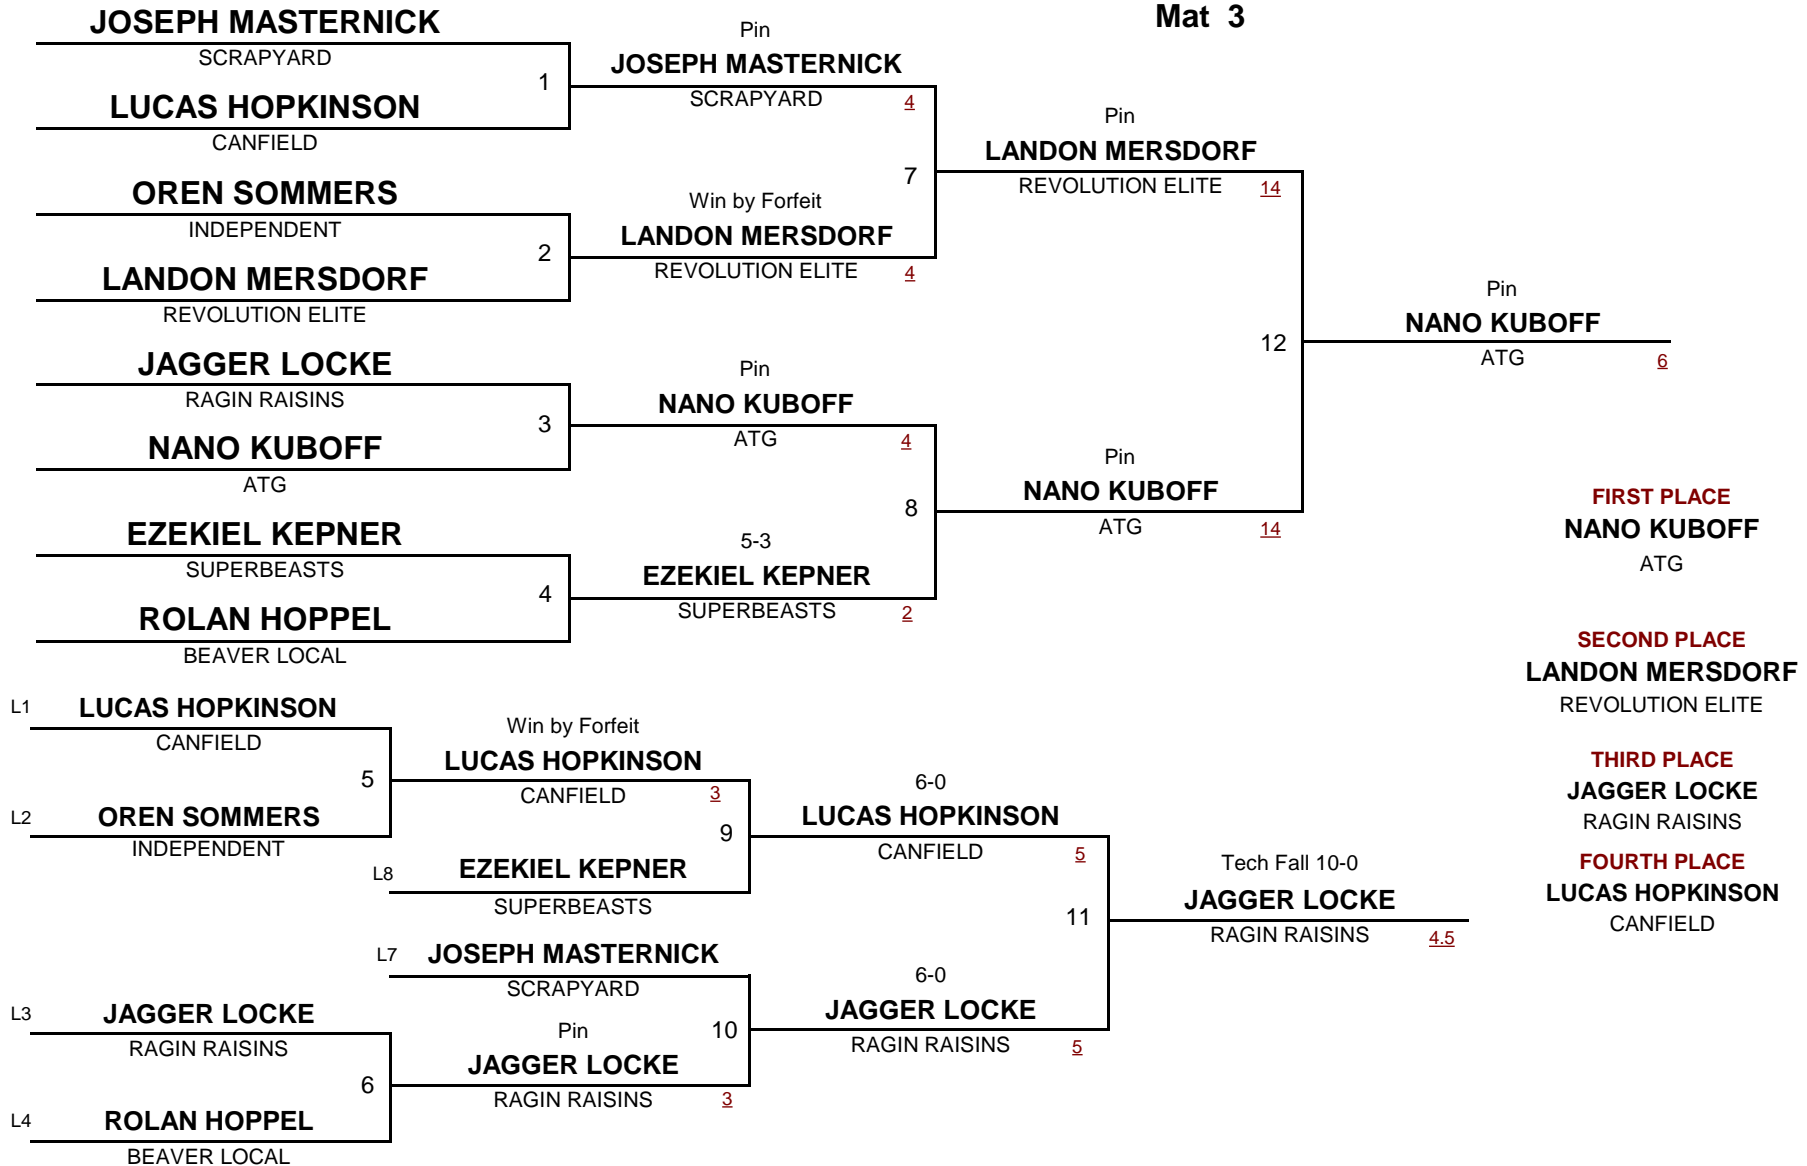 Mat 3
JOSEPH MASTERNICK
SCRAPYARD
1
LUCAS HOPKINSON
CANFIELD
OREN SOMMERS
INDEPENDENT
2
LANDON MERSDORF
REVOLUTION ELITE
JAGGER LOCKE
RAGIN RAISINS
3
NANO KUBOFF
ATG
EZEKIEL KEPNER
SUPERBEASTS
4
ROLAN HOPPEL
BEAVER LOCAL
Pin
JOSEPH MASTERNICK
SCRAPYARD 4
7
Win by Forfeit
LANDON MERSDORF
REVOLUTION ELITE 4
Pin
NANO KUBOFF
ATG 4
8
5-3
EZEKIEL KEPNER
SUPERBEASTS 2
Pin
LANDON MERSDORF
REVOLUTION ELITE 14
12
Pin
NANO KUBOFF
ATG 14
Pin
NANO KUBOFF
ATG 6
FIRST PLACE
NANO KUBOFF
ATG
SECOND PLACE
LANDON MERSDORF
REVOLUTION ELITE
THIRD PLACE
JAGGER LOCKE
RAGIN RAISINS
FOURTH PLACE
LUCAS HOPKINSON
CANFIELD
L1 LUCAS HOPKINSON
CANFIELD
5
L2 OREN SOMMERS
INDEPENDENT
L3 JAGGER LOCKE
RAGIN RAISINS
6
L4 ROLAN HOPPEL
BEAVER LOCAL
Win by Forfeit
LUCAS HOPKINSON
CANFIELD 3
9
L8 EZEKIEL KEPNER
SUPERBEASTS
L7 JOSEPH MASTERNICK
SCRAPYARD
10
Pin
JAGGER LOCKE
RAGIN RAISINS 3
6-0
LUCAS HOPKINSON
CANFIELD 5
11
6-0
JAGGER LOCKE
RAGIN RAISINS 5
Tech Fall 10-0
JAGGER LOCKE
RAGIN RAISINS 4.5